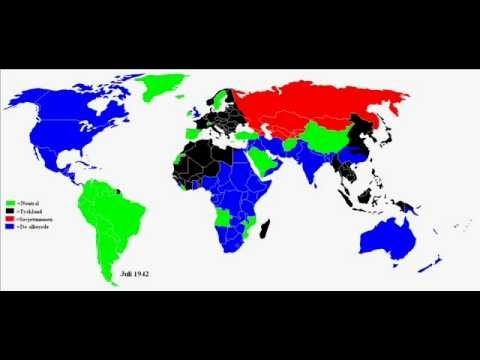 =Neutral
=Tyskland
=Sovjetunionen
=De allierede
Juli 1942